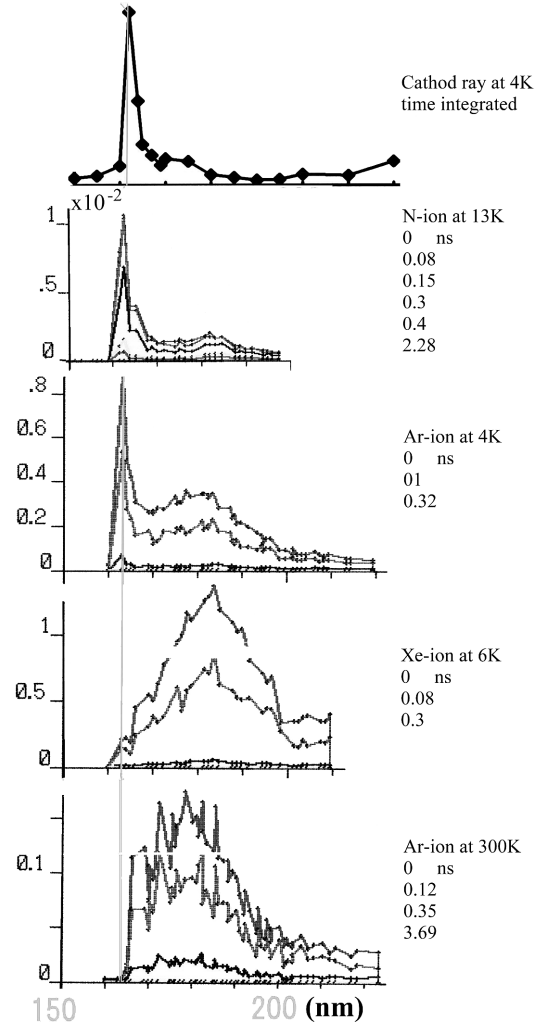 Cathod ray at 4K
time integrated
x10-2
1
.5
0
N-ion at 13K
0 ns
0.08
0.15
0.3
0.4
2.28
.8
0.6
0.4
0.2
0
Ar-ion at 4K
0 ns
01
0.32
1
0.5
0
Xe-ion at 6K
0 ns
0.08
0.3
0.1
0
Ar-ion at 300K
0 ns
0.12
0.35
3.69
150 200 (nm)